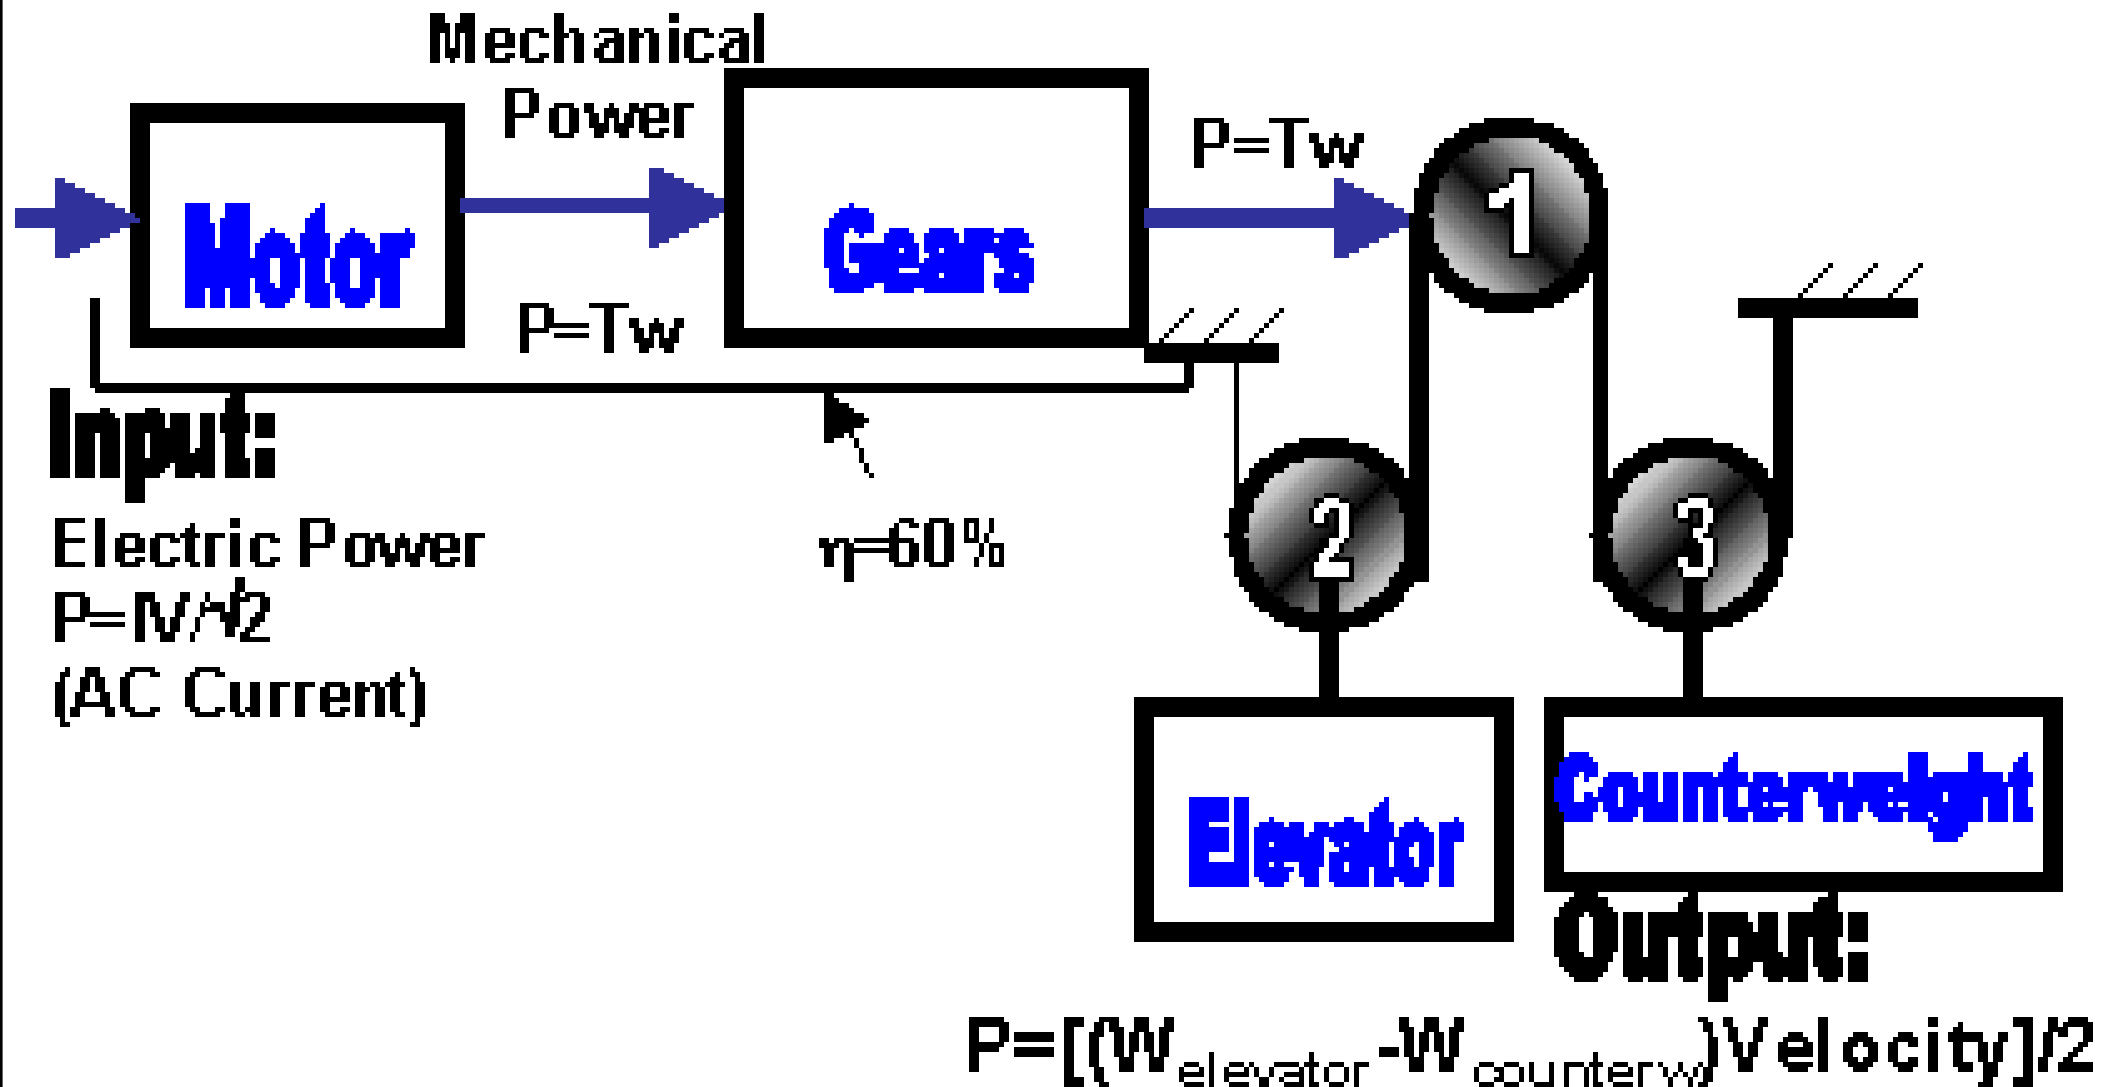 Mechanical
Power
P=Tw
Motor
Gears
1
P=Tw
Input:
Electric Power
P=IV/√2
(AC Current)
η=60%
2
3
Elevator
Counterweight
Output:
P=[(Welevator-Wcounterw)Velocity]/2